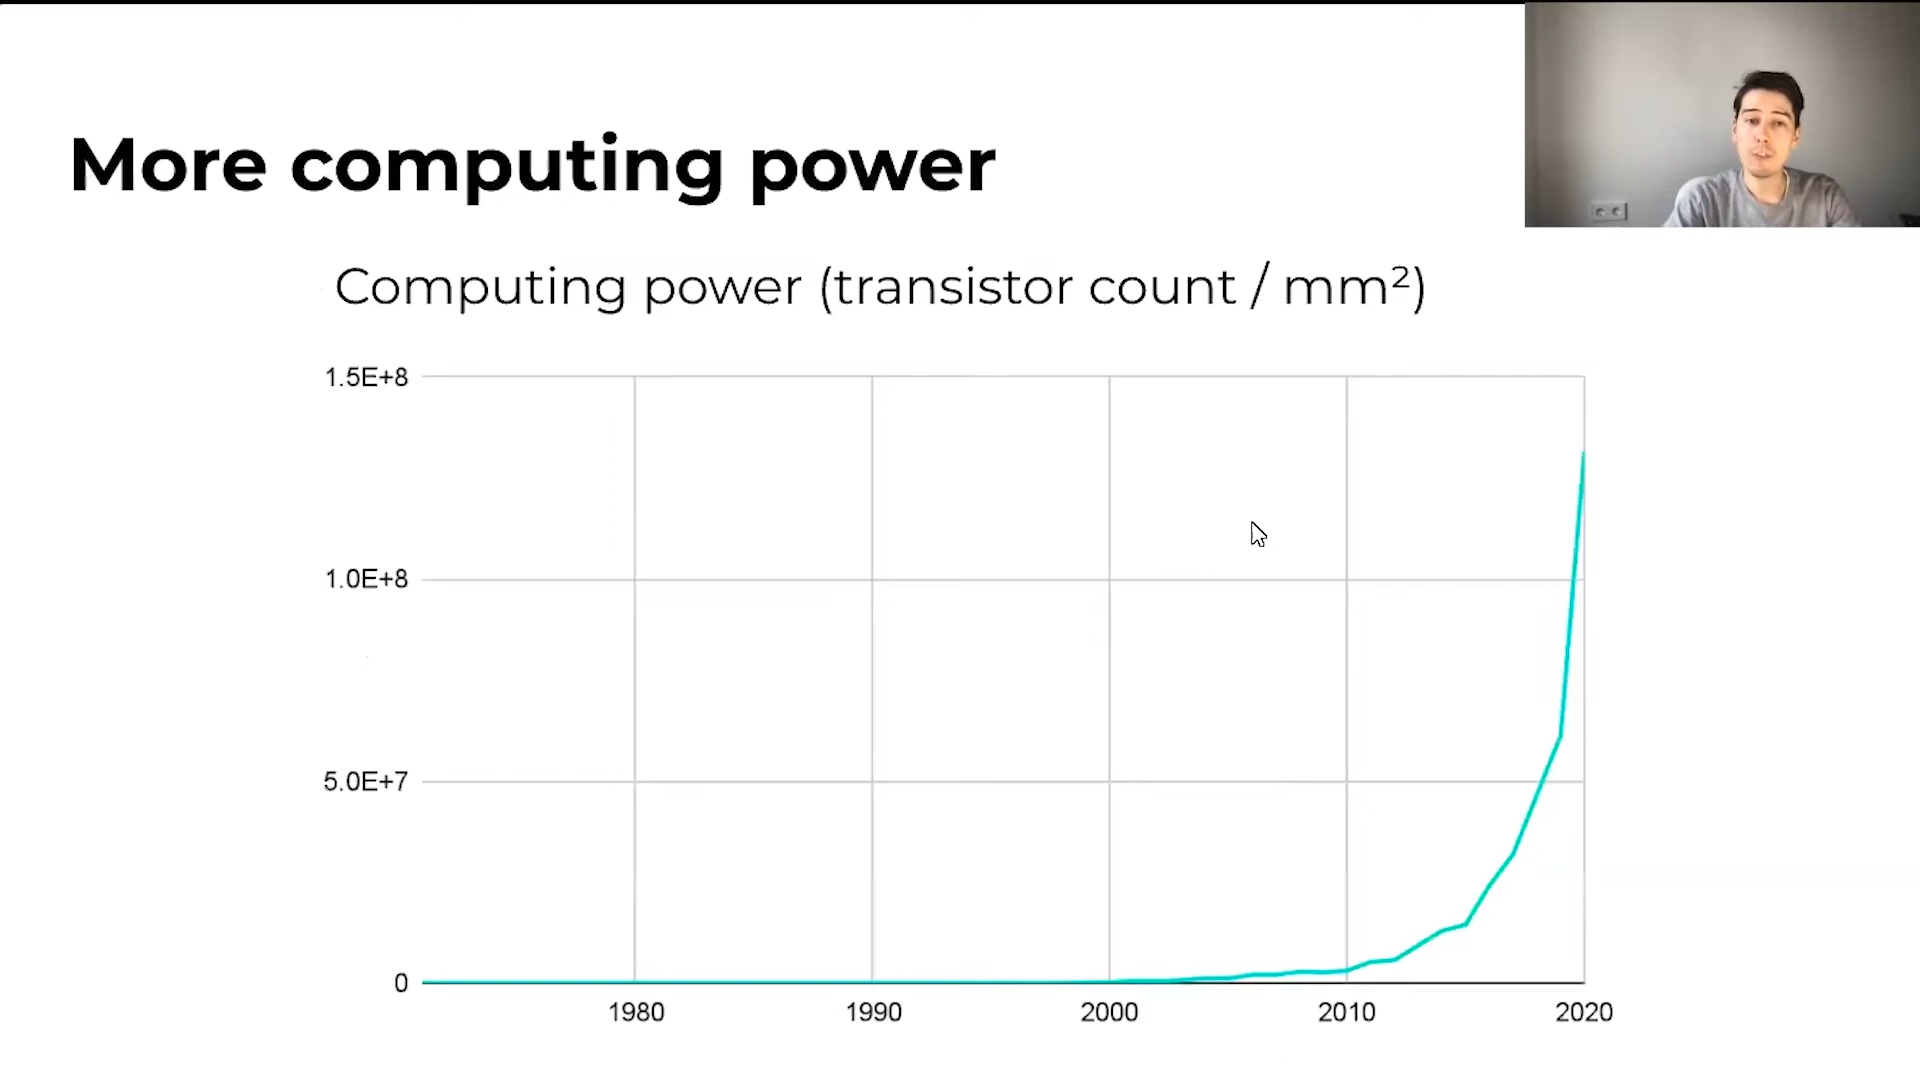 More computing power
Computing power (transistor count / mm²)
1.5E+8
1.0E+8
5.0E+7
0
1980 1990 2000 2010 2020